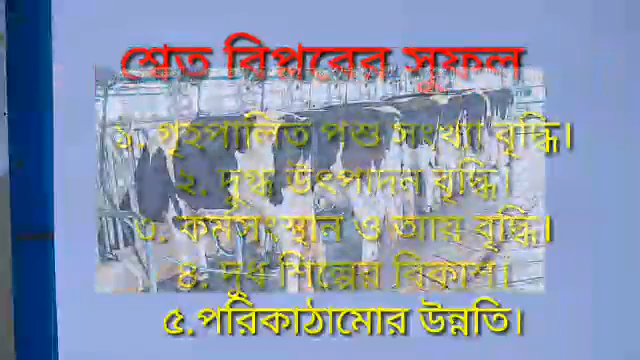 শ্বেত বিপ্লবের সুফল
১. গৃহপালিত পশু সংখ্যা বৃদ্ধি।
২. দুগ্ধ উৎপাদন বৃদ্ধি।
৩. কর্মসংস্থান ও আয় বৃদ্ধি।
৪. দুধ শিল্পের বিকাশ।
৫.পরিকাঠামোর উন্নতি।